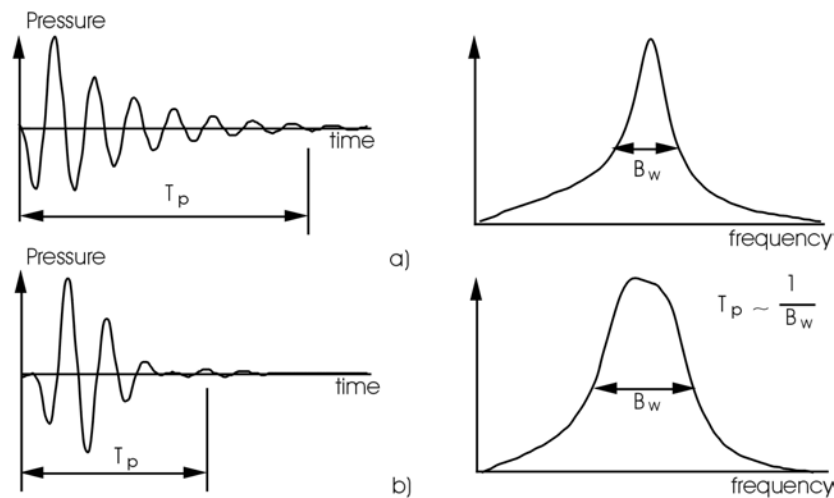 Pressure
time
T p
B w
frequency
a)
Pressure
time
T p
b)
B w
T p ~ 1
B w
frequency